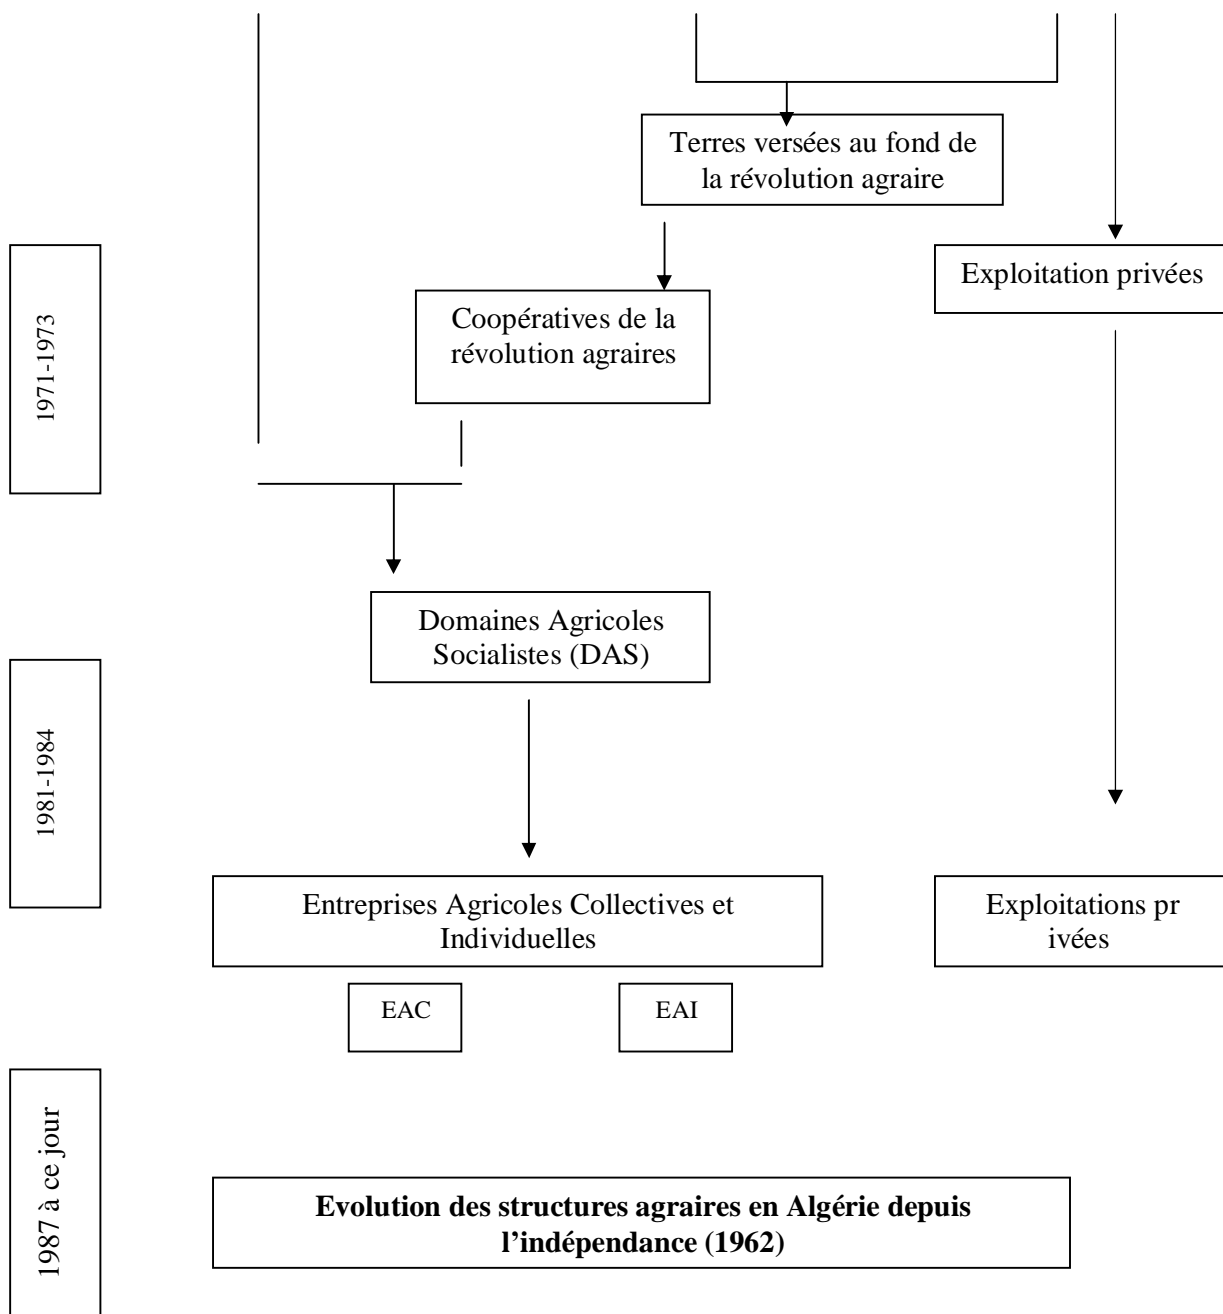 Terres versées au fond de
la révolution agraire
1971-1973
Exploitation privées
Coopératives de la
révolution agraires
Domaines Agricoles
Socialistes (DAS)
1981-1984
Entreprises Agricoles Collectives et
Individuelles
Exploitations pr
ivées
EAC
EAI
1987 à ce jour
Evolution des structures agraires en Algérie depuis
l’indépendance (1962)